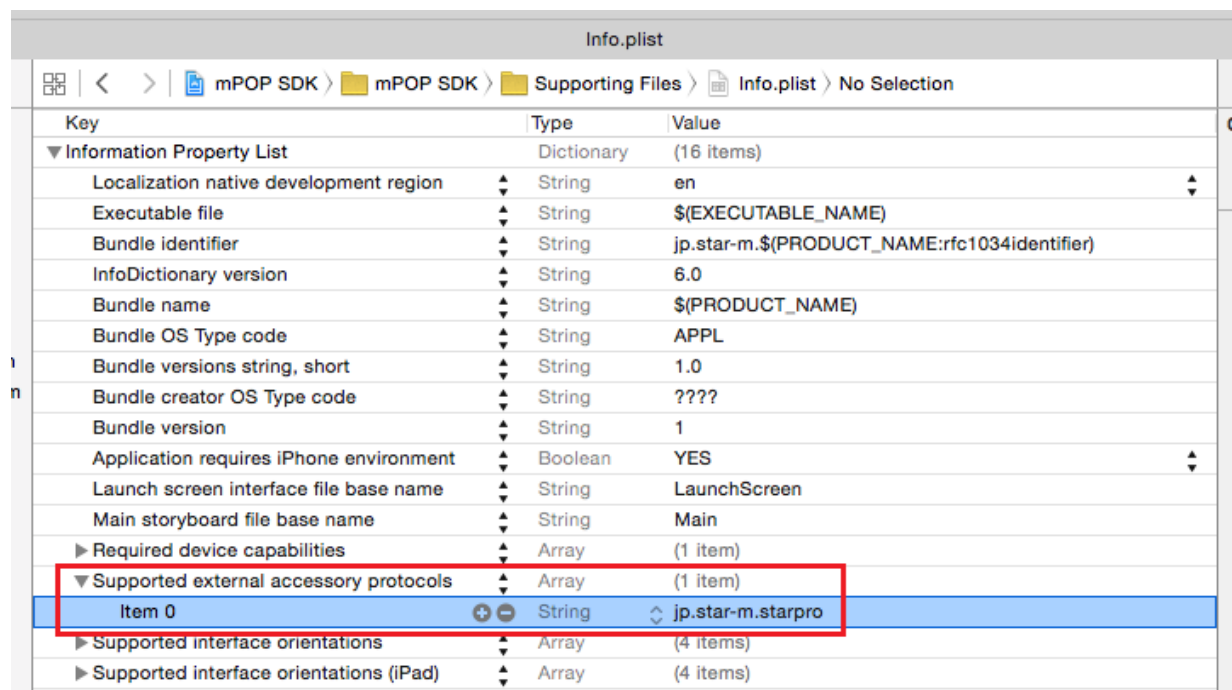 Info.plist
mPOP SDK mPOP SDK Supporting Files Info.plist No Selection
Key Type Value
Information Property List Dictionary (16 items)
Localization native development region String en
Executable file String $(EXECUTABLE_NAME)
Bundle identifier String jp.star-m.$(PRODUCT_NAME:rfc1034identifier)
InfoDictionary version String 6.0
Bundle name String $(PRODUCT_NAME)
Bundle OS Type code String APPL
Bundle versions string, short String 1.0
Bundle creator OS Type code String ????
Bundle version String 1
Application requires iPhone environment Boolean YES
Launch screen interface file base name String LaunchScreen
Main storyboard file base name String Main
Required device capabilities Array (1 item)
Supported external accessory protocols Array (1 item)
Item 0 String jp.star-m.starpro
Supported interface orientations Array (4 items)
Supported interface orientations (iPad) Array (4 items)